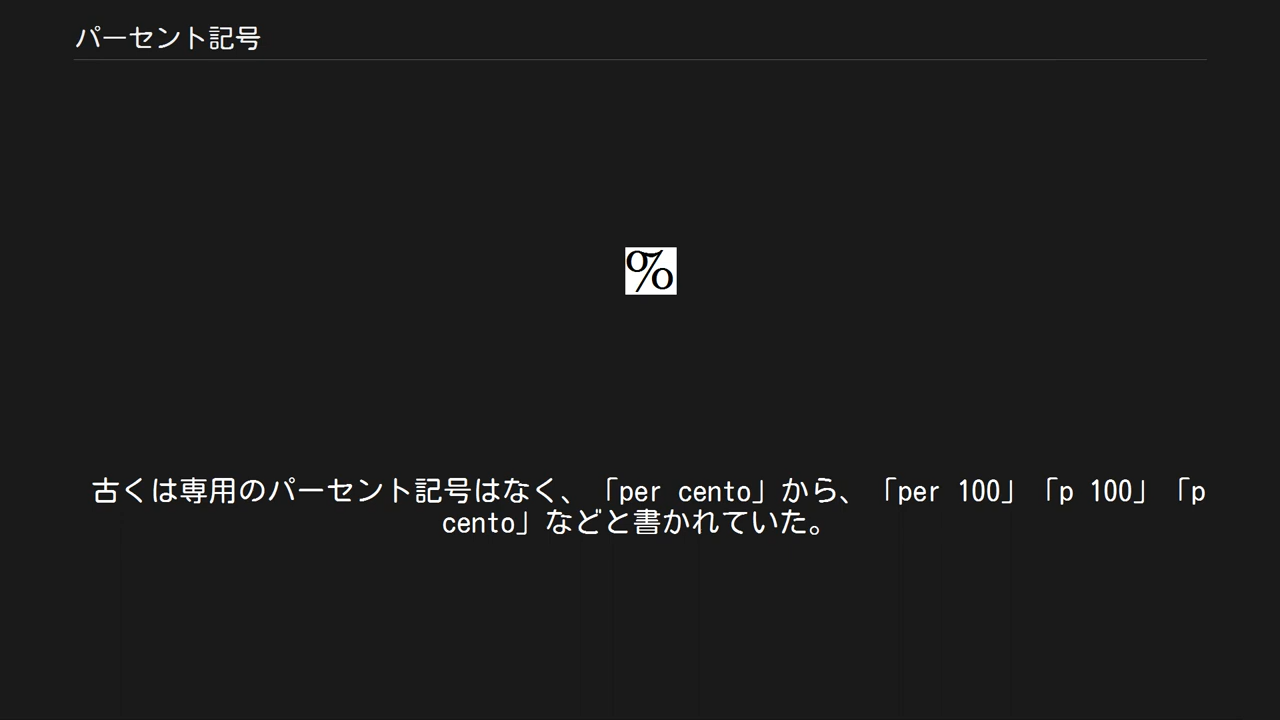 パーセント記号
%
古くは専用のパーセント記号はなく、「per cento」から、「per 100」「p 100」「p
cento」などと書かれていた。